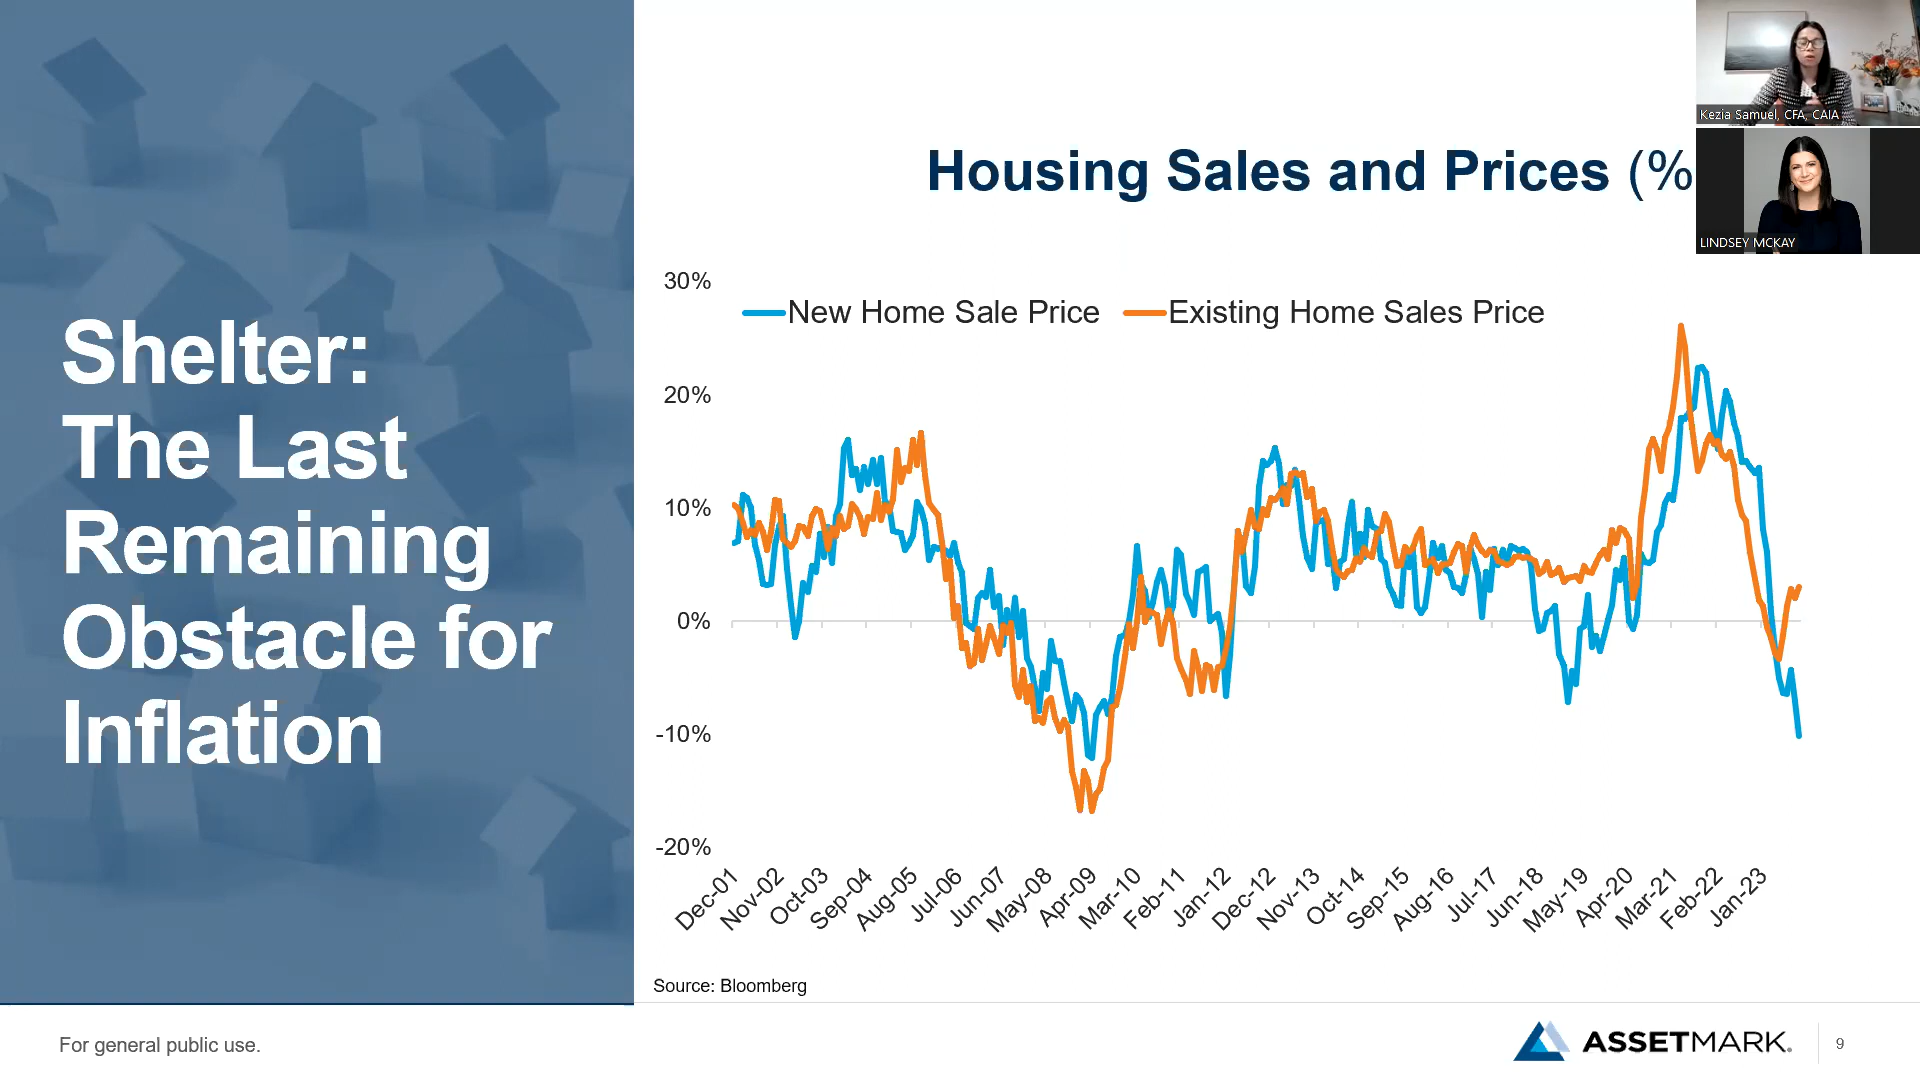 Shelter:
The Last
Remaining
Obstacle for
Inflation
Housing Sales and Prices (%
Kezia Samuel, CFA, CAIA
LINDSEY MCKAY
New Home Sale Price
Existing Home Sales Price
30%
20%
10%
0%
-10%
-20%
Dec-01
Nov-02
Oct-03
Sep-04
Aug-05
Jul-06
Jun-07
May-08
Apr-09
Mar-10
Feb-11
Jan-12
Dec-12
Nov-13
Oct-14
Sep-15
Aug-16
Jul-17
Jun-18
May-19
Apr-20
Mar-21
Feb-22
Jan-23
Source: Bloomberg
For general public use.
ASSETMARK.
9